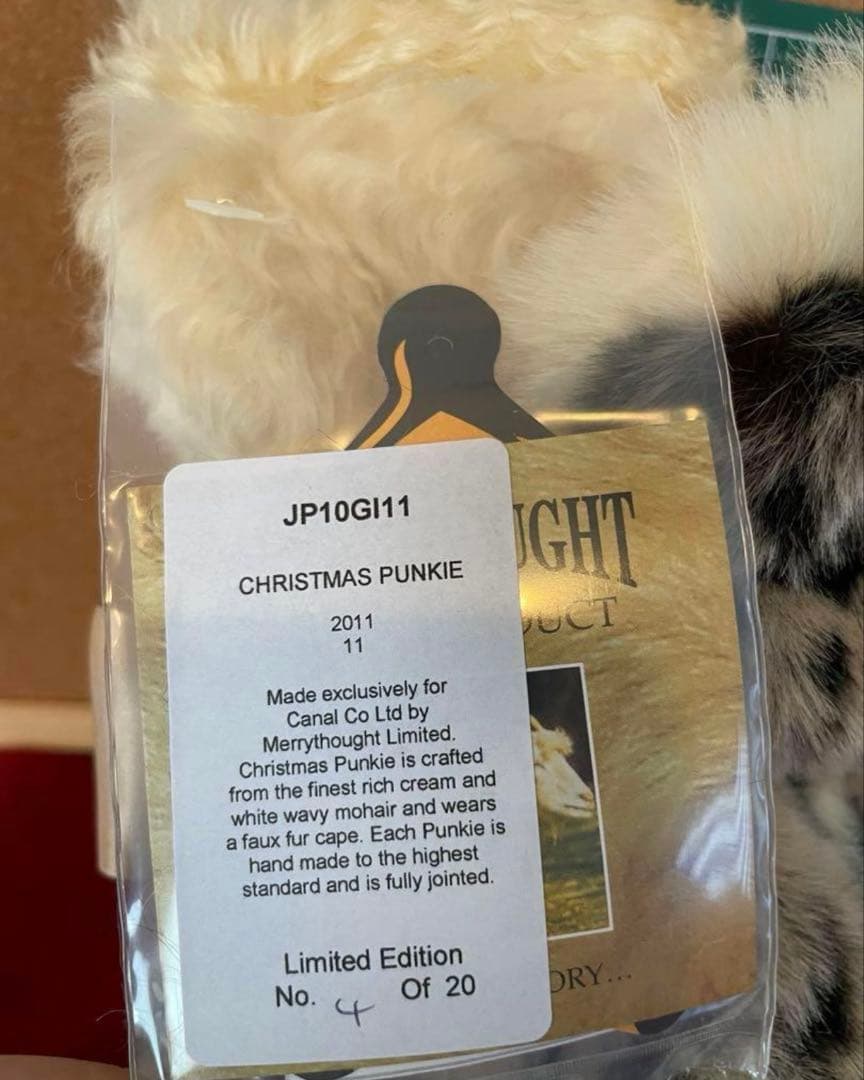 JP10GI11
CHRISTMAS PUNKIE
2011
11
Made exclusively for
Canal Co Ltd by
Merrythought Limited.
Christmas Punkie is crafted
from the finest rich cream and
white wavy mohair and wears
a faux fur cape. Each Punkie is
hand made to the highest
standard and is fully jointed.
Limited Edition
No. 4 Of 20
UGHT
DUCT
ORY...